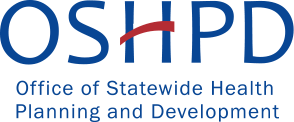 OSHPD
Office of Statewide Health
Planning and Development